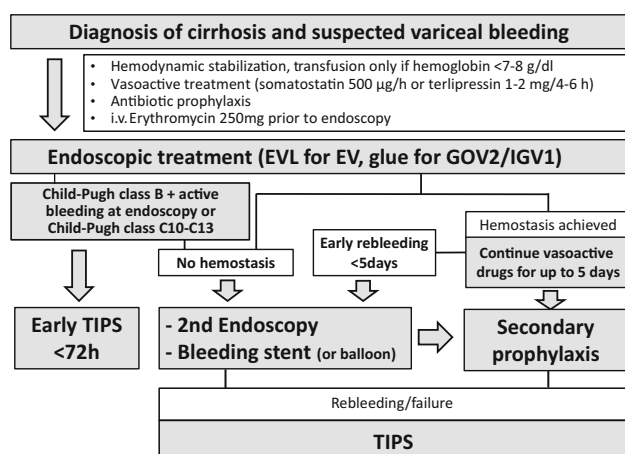 Diagnosis of cirrhosis and suspected variceal bleeding
• Hemodynamic stabilization, transfusion only if hemoglobin <7-8 g/dl
• Vasoactive treatment (somatostatin 500 µg/h or terlipressin 1-2 mg/4-6 h)
• Antibiotic prophylaxis
• i.v.Erythromycin 250mg prior to endoscopy
Endoscopic treatment (EVL for EV, glue for GOV2/IGV1)
Child-Pugh class B + active
bleeding at endoscopy or
Child-Pugh class C10-C13
No hemostasis
Early rebleeding
<5days
Hemostasis achieved
Continue vasoactive
drugs for up to 5 days
Early TIPS
<72h
- 2nd Endoscopy
- Bleeding stent (or balloon)
Secondary
prophylaxis
Rebleeding/failure
TIPS